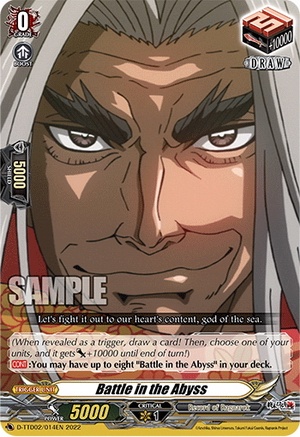 0
GRADE
+10000
DRAW
BOOST
5000
SHIELD
SAMPLE
Let's fight it out to our heart's content, god of the sea.
(When revealed as a trigger, draw a card! Then, choose one of your
units, and it gets +10000 until end of turn!)
CONT:You may have up to eight "Battle in the Abyss" in your deck.
TRIGGER UNIT
Battle in the Abyss
D-TTD02/014EN 2022
POWER
5000
CRITICAL
1
Record of Ragnarok